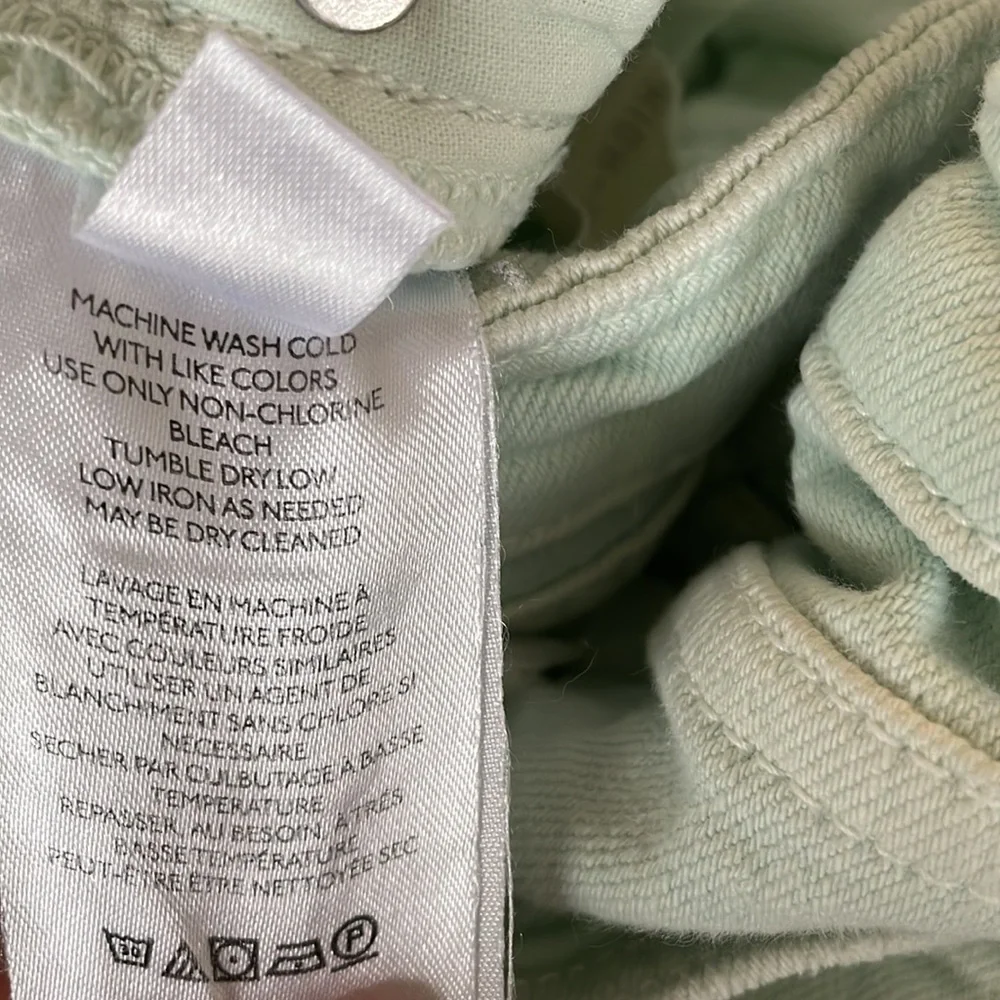 MACHINE WASH COLD
WITH LIKE COLORS
USE ONLY NON-CHLORINE
BLEACH
TUMBLE DRY LOW
LOW IRON AS NEEDED
MAY BE DRY CLEANED
LAVAGE EN MACHINE À
TEMPÉRATURE FROIDE
AVEC COULEURS SIMILAIRES
UTILISER UN AGENT DE
BLANCHIMENT SANS CHLORE SI
NÉCESSAIRE
SÉCHER PAR CULBUTAGE À BASSE
TEMPÉRATURE
REPASSER, AU BESOIN, À TRÈS
BASSE TEMPÉRATURE
PEUT-ÊTRE ÊTRE NETTOYÉE SEC
30 P